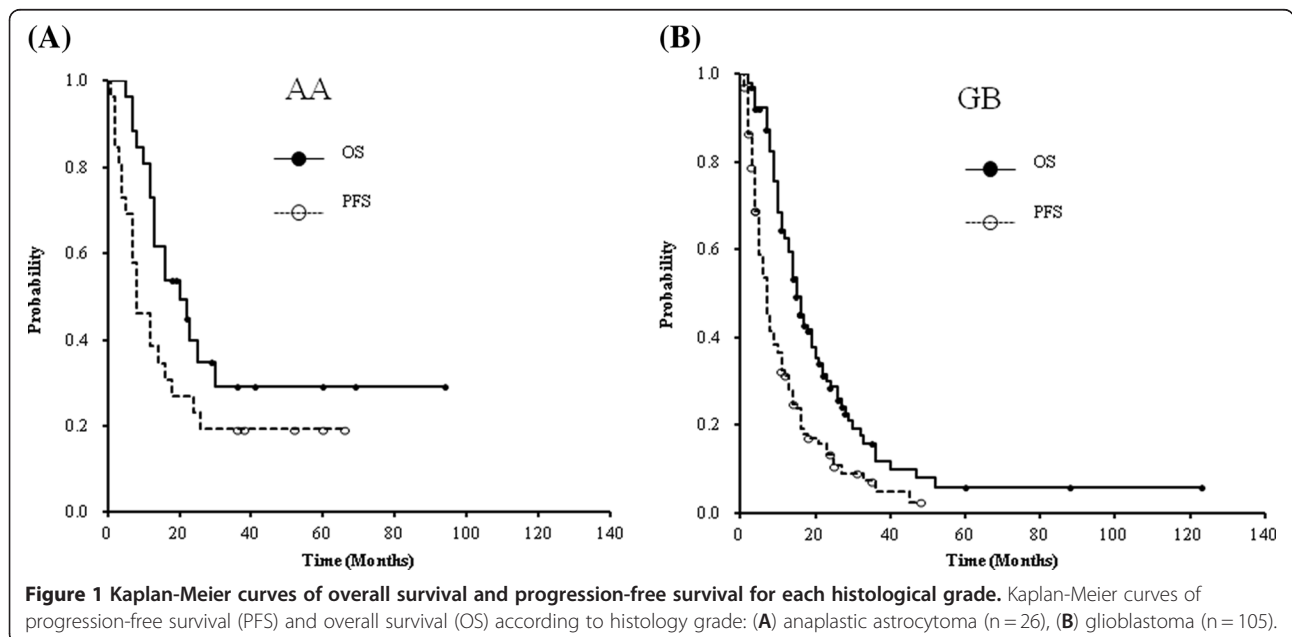 (A)
AA
OS
PFS
Probability
1.0
0.8
0.6
0.4
0.2
0.0
0 20 40 60 80 100 120 140
Time (Months)
(B)
GB
OS
PFS
Probability
1.0
0.8
0.6
0.4
0.2
0.0
0 20 40 60 80 100 120 140
Time (Months)
Figure 1 Kaplan-Meier curves of overall survival and progression-free survival for each histological grade. Kaplan-Meier curves of
progression-free survival (PFS) and overall survival (OS) according to histology grade: (A) anaplastic astrocytoma (n = 26), (B) glioblastoma (n = 105).